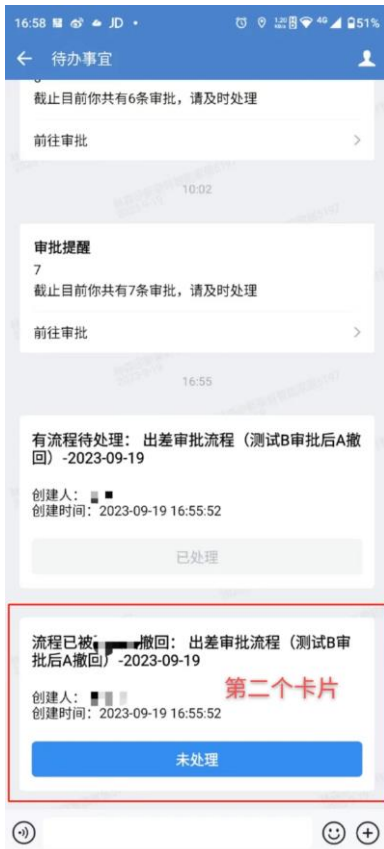 16:58 JD 4G 51%
待办事宜
截止目前你共有6条审批，请及时处理
前往审批
10:02
审批提醒
7
截止目前你共有7条审批，请及时处理
前往审批
16:55
有流程待处理： 出差审批流程（测试B审批后A撤
回）-2023-09-19
创建人：
创建时间：2023-09-19 16:55:52
已处理
流程已被 撤回： 出差审批流程（测试B审
批后A撤回）-2023-09-19
第二个卡片
创建人：
创建时间：2023-09-19 16:55:52
未处理